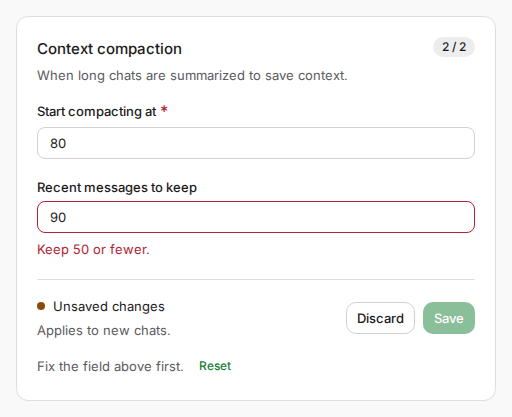 Context compaction
2 / 2
When long chats are summarized to save context.
Start compacting at *
80
Recent messages to keep
90
Keep 50 or fewer.
Unsaved changes
Applies to new chats.
Discard
Save
Fix the field above first.
Reset